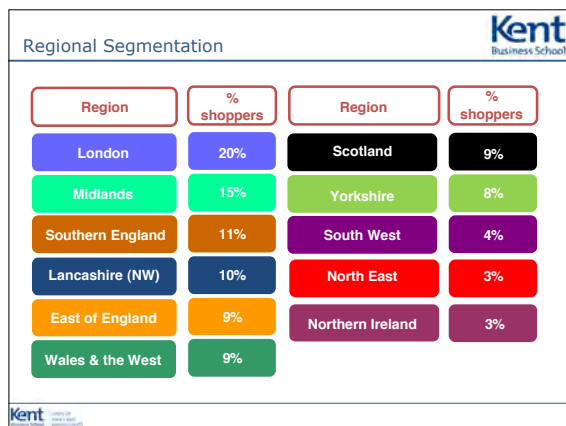 Kent
Business School
Regional Segmentation
Region
%
shoppers
London
20%
Midlands
15%
Southern England
11%
Lancashire (NW)
10%
East of England
9%
Wales & the West
9%
Region
%
shoppers
Scotland
9%
Yorkshire
8%
South West
4%
North East
3%
Northern Ireland
3%
Kent